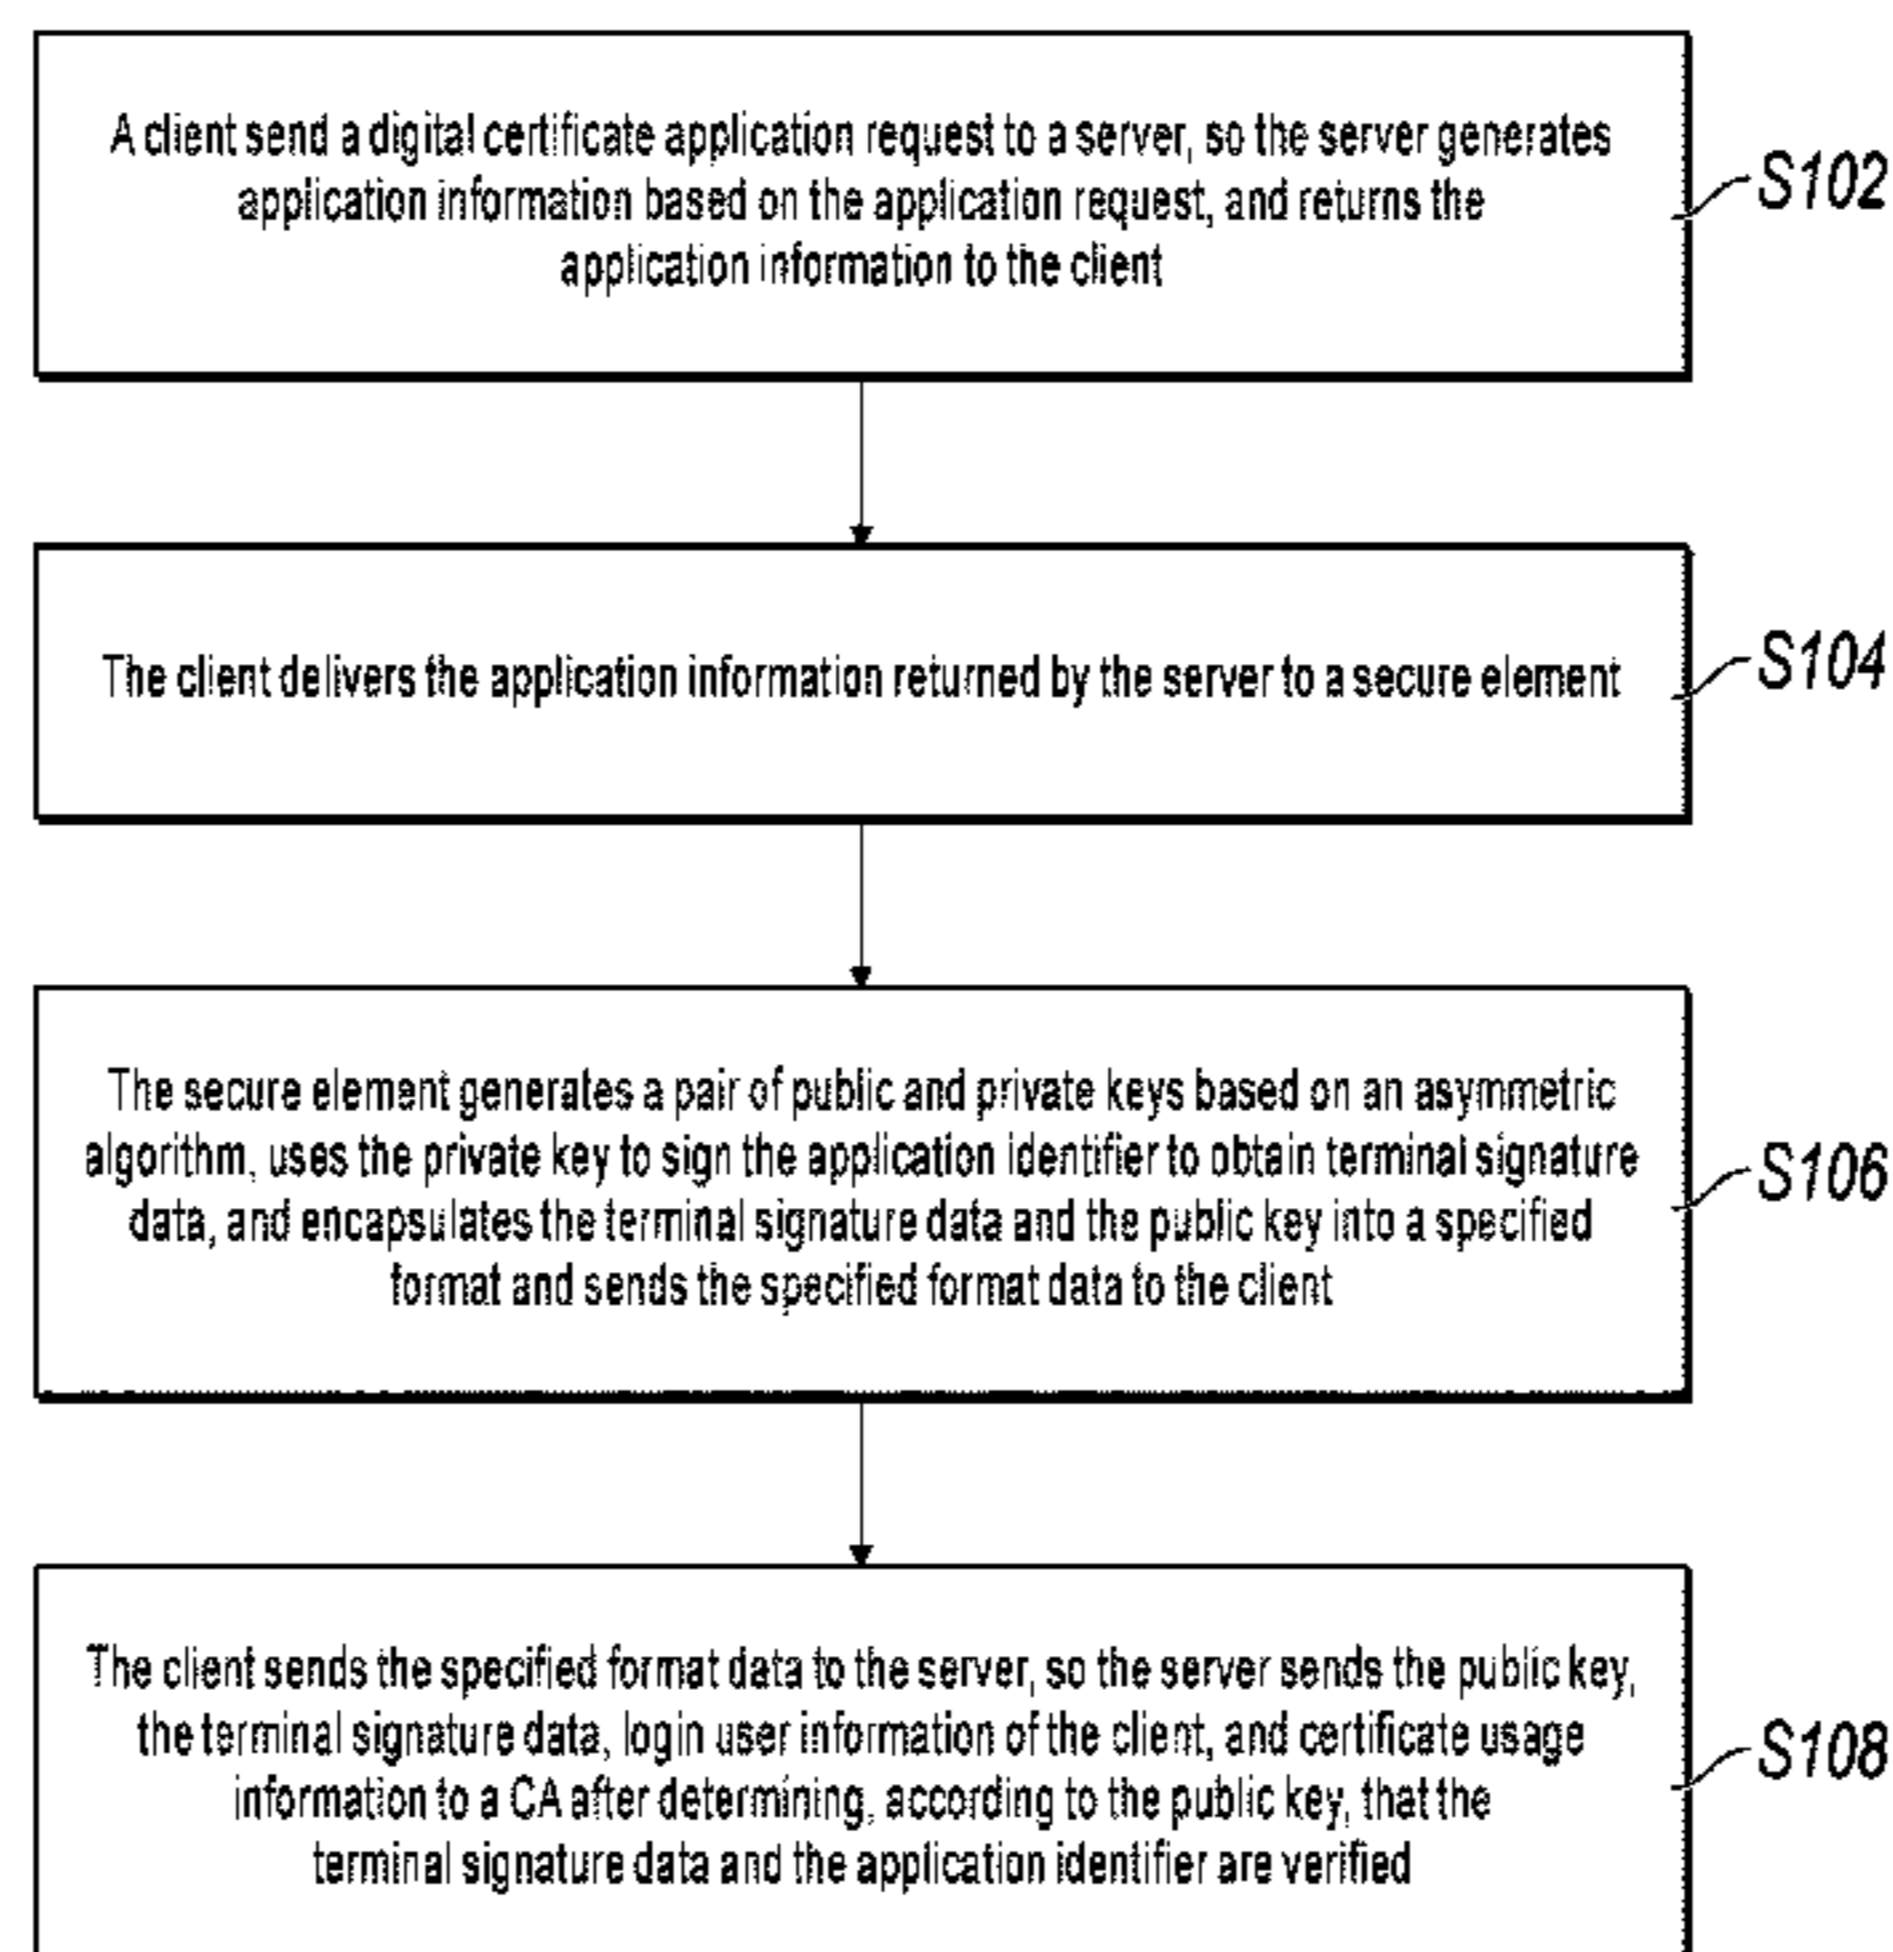 A client send a digital certificate application request to a server, so the server generates
application information based on the application request, and returns the
application information to the client
S102
The client delivers the application information returned by the server to a secure element
S104
The secure element generates a pair of public and private keys based on an asymmetric
algorithm, uses the private key to sign the application identifier to obtain terminal signature
data, and encapsulates the terminal signature data and the public key into a specified
format and sends the specified format data to the client
S106
The client sends the specified format data to the server, so the server sends the public key,
the terminal signature data, login user information of the client, and certificate usage
information to a CA after determining, according to the public key, that the
terminal signature data and the application identifier are verified
S108